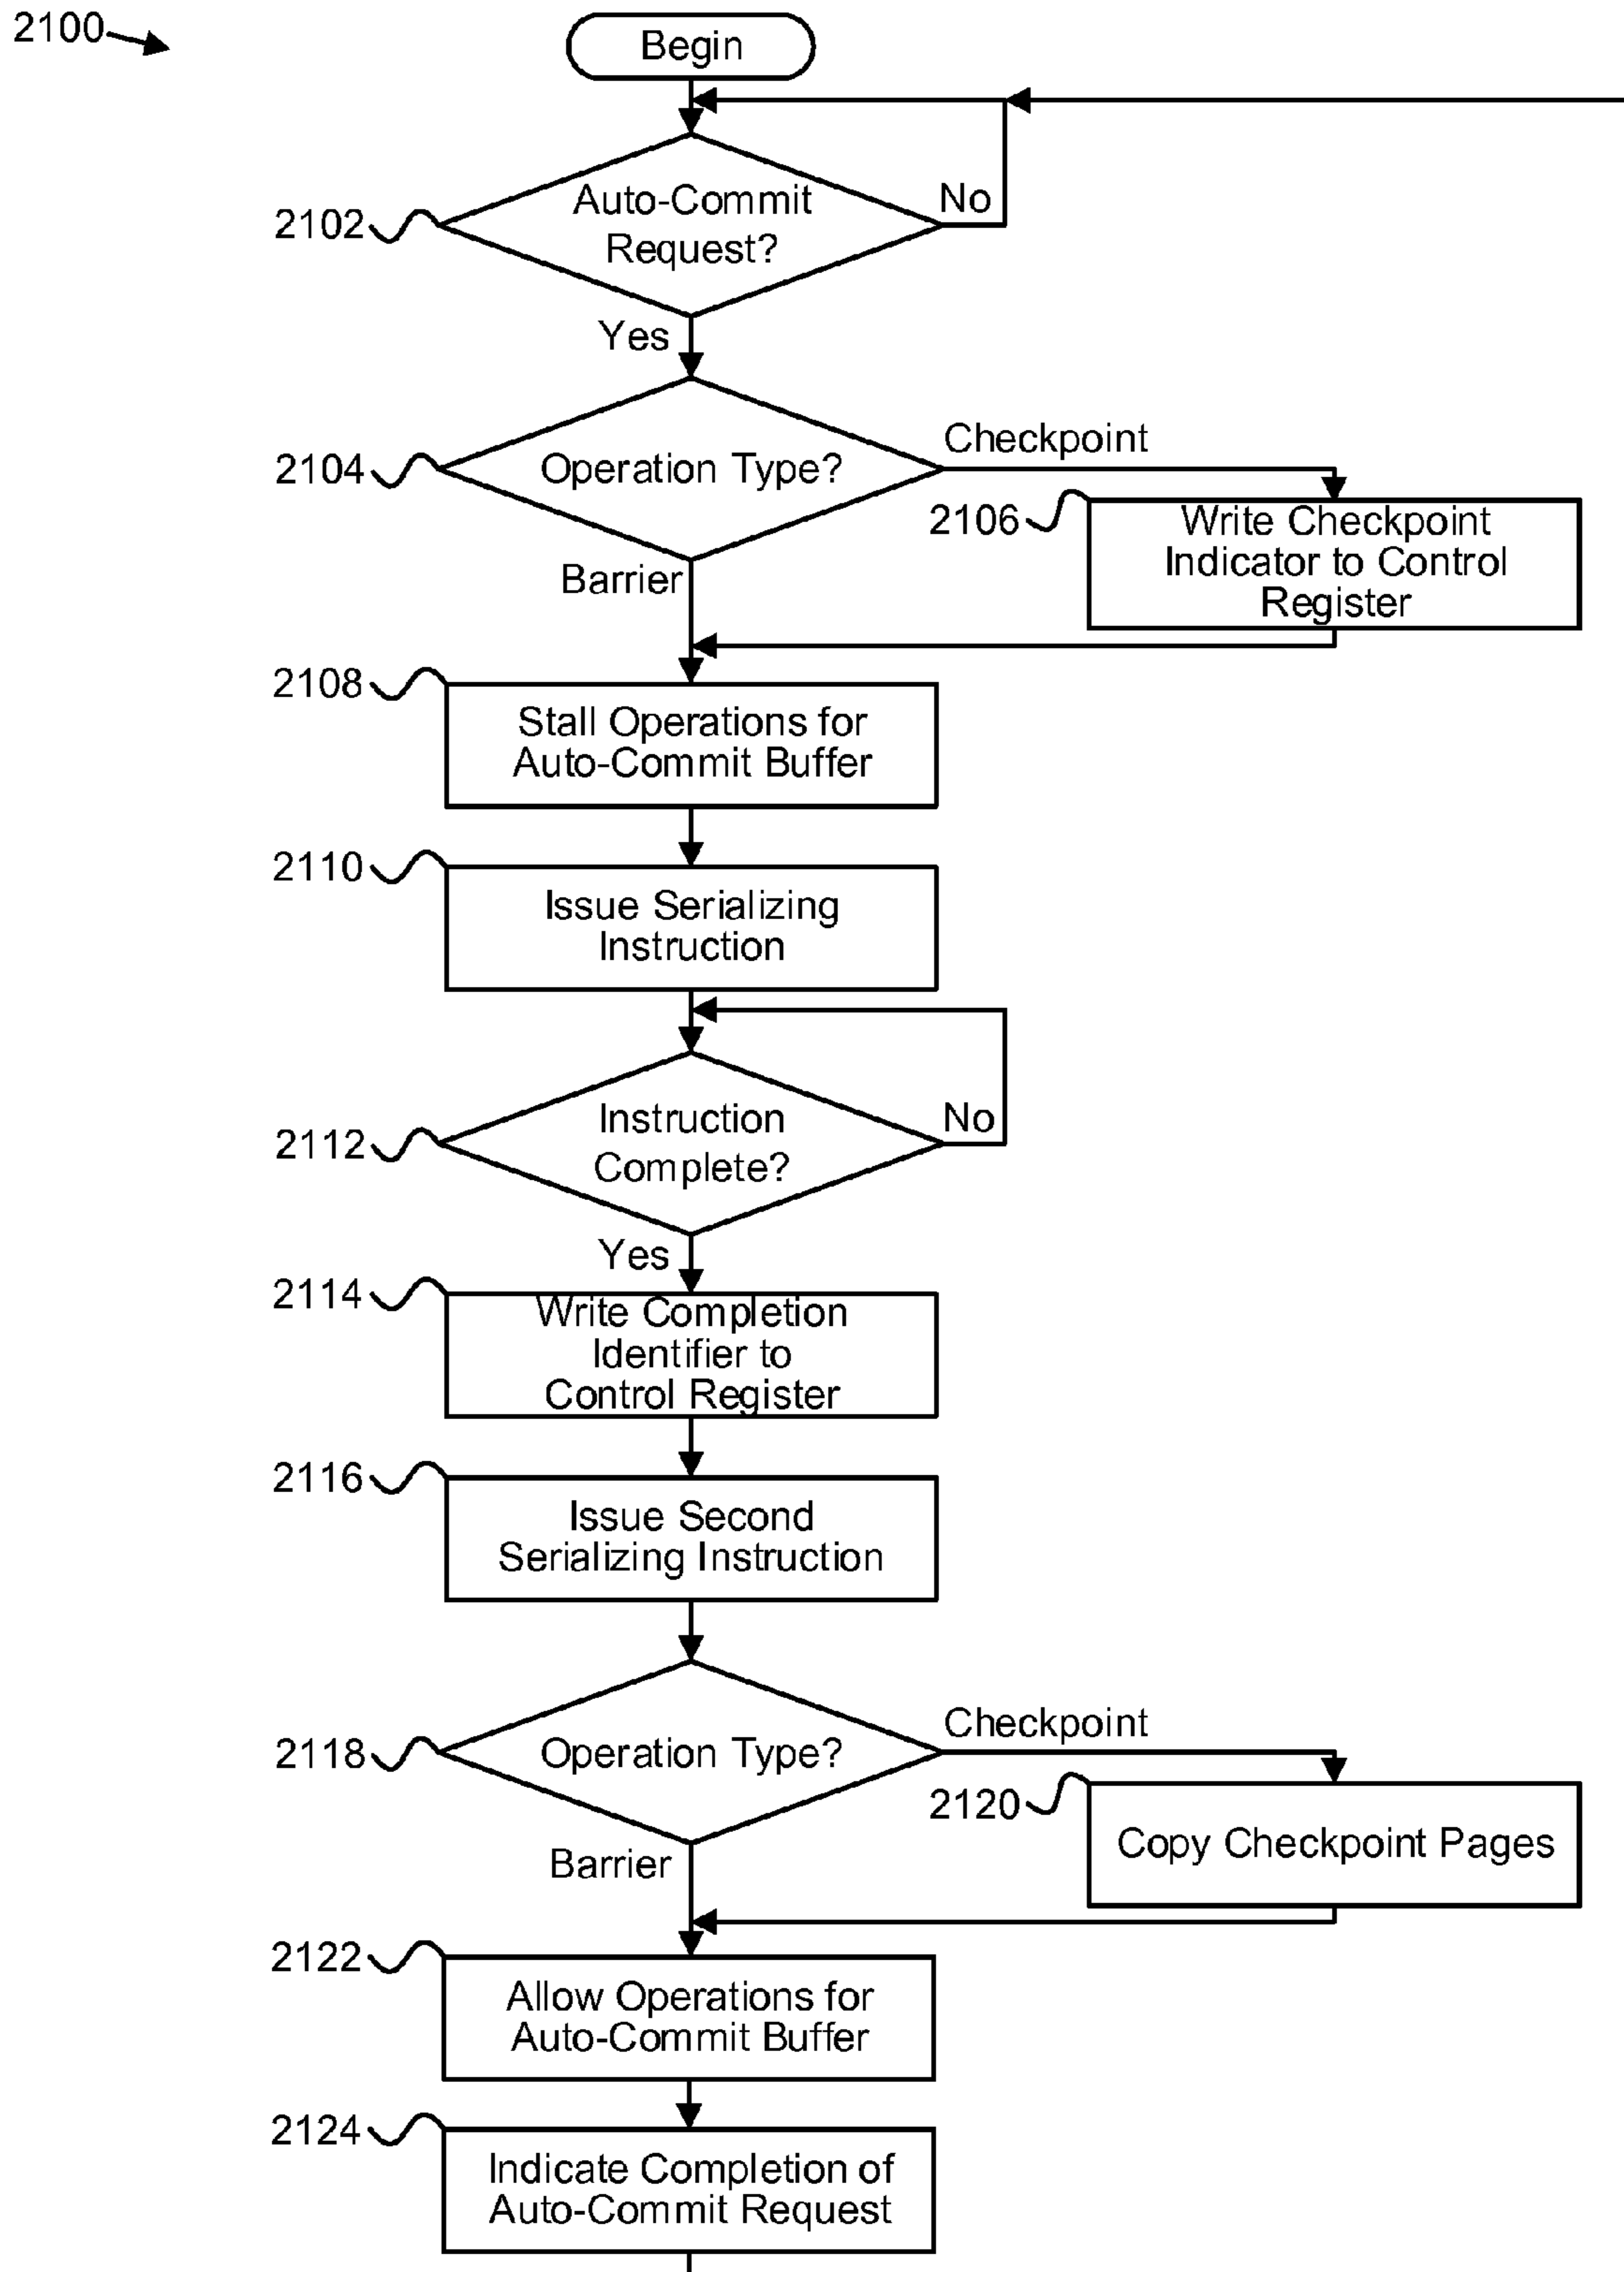 2100
Begin
2102
Auto-Commit
Request?
No
Yes
2104
Operation Type?
Checkpoint
2106
Write Checkpoint
Indicator to Control
Register
Barrier
2108
Stall Operations for
Auto-Commit Buffer
2110
Issue Serializing
Instruction
2112
Instruction
Complete?
No
Yes
2114
Write Completion
Identifier to
Control Register
2116
Issue Second
Serializing Instruction
2118
Operation Type?
Checkpoint
2120
Copy Checkpoint Pages
Barrier
2122
Allow Operations for
Auto-Commit Buffer
2124
Indicate Completion of
Auto-Commit Request